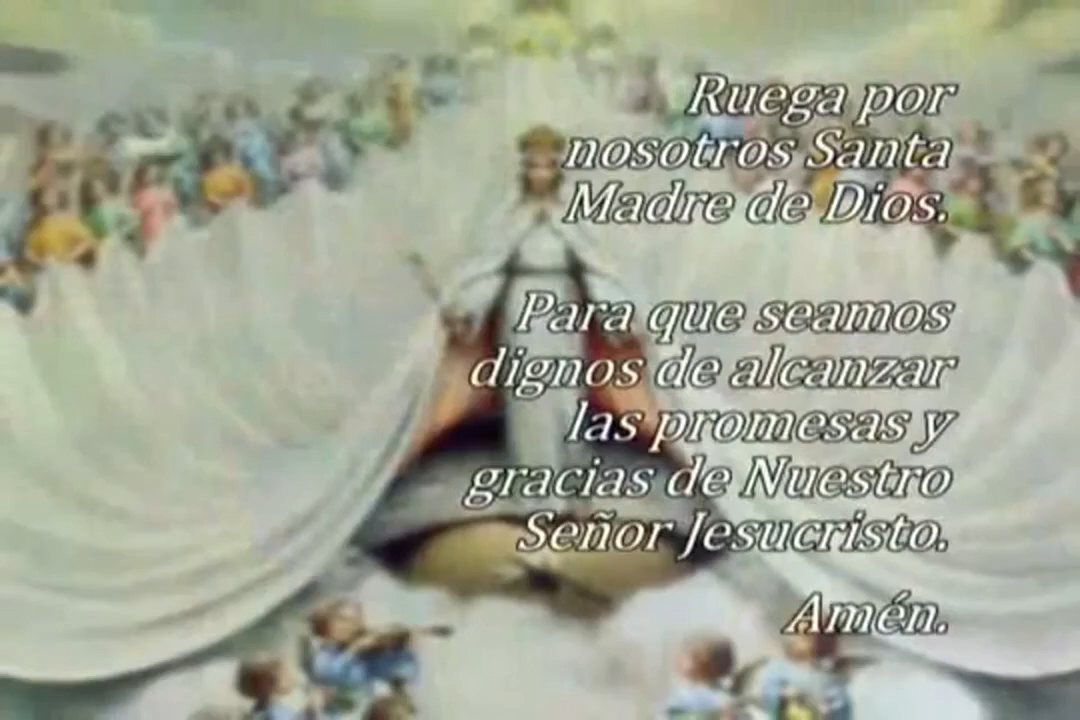 Ruega por
nosotros Santa
Madre de Dios.
Para que seamos
dignos de alcanzar
las promesas y
gracias de Nuestro
Señor Jesucristo.
Amén.